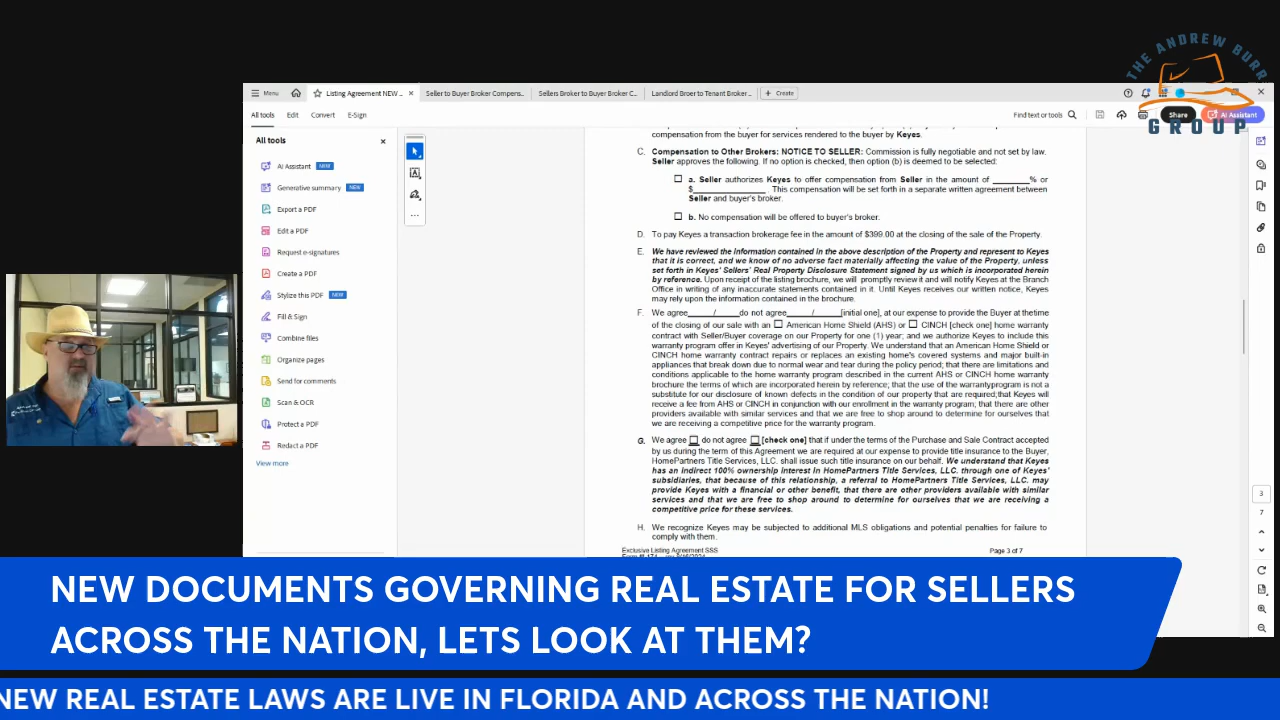 THE ANDREW BURR
GROUP
Menu
Listing Agreement NEW ...
Seller to Buyer Broker Compens...
Sellers Broker to Buyer Broker C...
Landlord Broer to Tenant Broker ...
Create
All tools
Edit
Convert
E-Sign
Find text or tools
Share
AI Assistant
All tools
AI Assistant NEW
Generative summary NEW
Export a PDF
Edit a PDF
Request e-signatures
Create a PDF
Stylize this PDF NEW
Fill & Sign
Combine files
Organize pages
Send for comments
Scan & OCR
Protect a PDF
Redact a PDF
View more
compensation from the buyer for services rendered to the buyer by Keyes.
C. Compensation to Other Brokers: NOTICE TO SELLER: Commission is fully negotiable and not set by law.
Seller approves the following. If no option is checked, then option (b) is deemed to be selected:
a. Seller authorizes Keyes to offer compensation from Seller in the amount of ________% or
$________________. This compensation will be set forth in a separate written agreement between
Seller and buyer's broker.
b. No compensation will be offered to buyer's broker.
D. To pay Keyes a transaction brokerage fee in the amount of $399.00 at the closing of the sale of the Property.
E. We have reviewed the information contained in the above description of the Property and represent to Keyes
that it is correct, and we know of no adverse fact materially affecting the value of the Property, unless
set forth in Keyes' Sellers' Real Property Disclosure Statement signed by us which is incorporated herein
by reference. Upon receipt of the listing brochure, we will promptly review it and will notify Keyes at the Branch
Office in writing of any inaccurate statements contained in it. Until Keyes receives our written notice, Keyes
may rely upon the information contained in the brochure.
F. We agree______/______do not agree______/______[initial one], at our expense to provide the Buyer at thetime
of the closing of our sale with an American Home Shield (AHS) or CINCH [check one] home warranty
contract with Seller/Buyer coverage on our Property for one (1) year; and we authorize Keyes to include this
warranty program offer in Keyes' advertising of our Property. We understand that an American Home Shield or
CINCH home warranty contract repairs or replaces an existing home's covered systems and major built-in
appliances that break down due to normal wear and tear during the policy period; that there are limitations and
conditions applicable to the home warranty program described in the current AHS or CINCH home warranty
brochure the terms of which are incorporated herein by reference; that the use of the warrantyprogram is not a
substitute for our disclosure of known defects in the condition of our property that are required;that Keyes will
receive a fee from AHS or CINCH in conjunction with our enrollment in the warranty program; that there are other
providers available with similar services and that we are free to shop around to determine for ourselves that
we are receiving a competitive price for the warranty program.
G. We agree do not agree [check one] that if under the terms of the Purchase and Sale Contract accepted
by us during the term of this Agreement we are required at our expense to provide title insurance to the Buyer,
HomePartners Title Services, LLC. shall issue such title insurance on our behalf. We understand that Keyes
has an indirect 100% ownership interest in HomePartners Title Services, LLC. through one of Keyes'
subsidiaries, that because of this relationship, a referral to HomePartners Title Services, LLC. may
provide Keyes with a financial or other benefit, that there are other providers available with similar
services and that we are free to shop around to determine for ourselves that we are receiving a
competitive price for these services.
H. We recognize Keyes may be subjected to additional MLS obligations and potential penalties for failure to
comply with them.
Exclusive Listing Agreement SSS
Page 3 of 7
3
7
NEW DOCUMENTS GOVERNING REAL ESTATE FOR SELLERS
ACROSS THE NATION, LETS LOOK AT THEM?
NEW REAL ESTATE LAWS ARE LIVE IN FLORIDA AND ACROSS THE NATION!